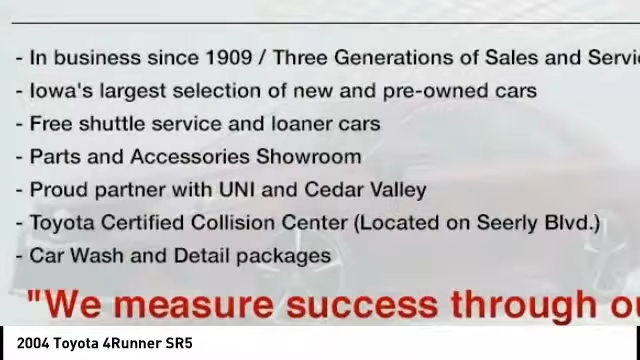 - In business since 1909 / Three Generations of Sales and
- Iowa's largest selection of new and pre-owned cars
- Free shuttle service and loaner cars
- Parts and Accessories Showroom
- Proud partner with UNI and Cedar Valley
- Toyota Certified Collision Center (Located on Seerly Blvd.)
- Car Wash and Detail packages
"We measure success through
2004 Toyota 4Runner SR5